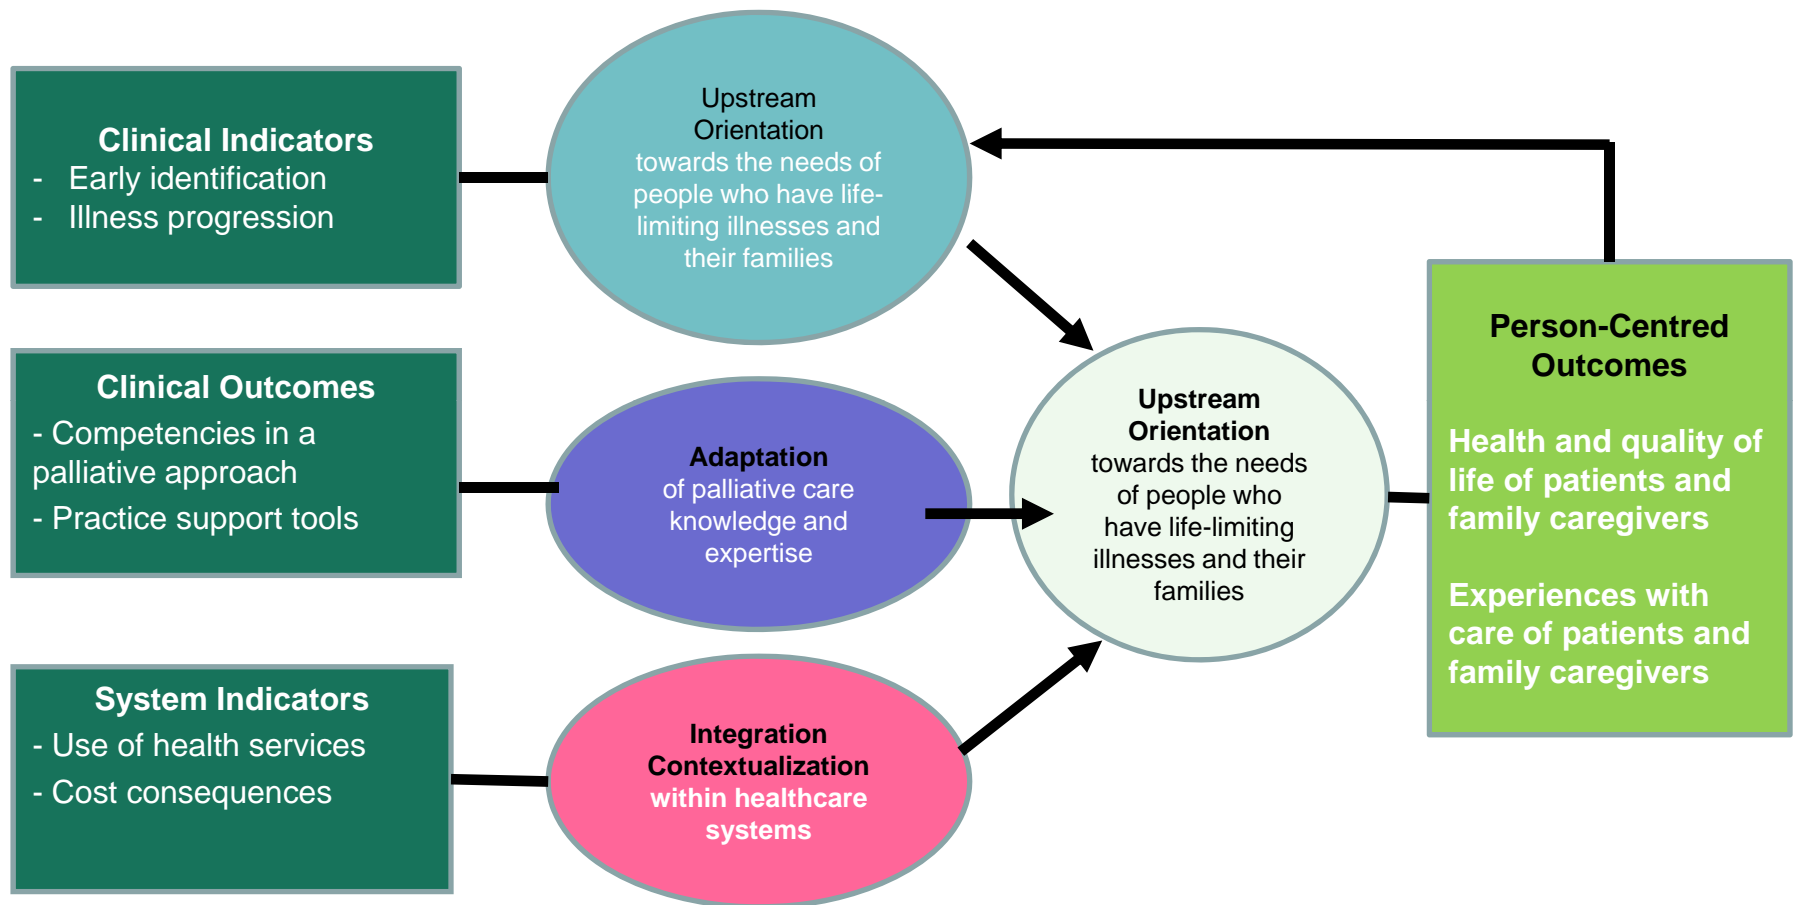 Clinical Indicators
- Early identification
- Illness progression
Upstream
Orientation
towards the needs of
people who have life-
limiting illnesses and
their families
Clinical Outcomes
- Competencies in a
palliative approach
- Practice support tools
Adaptation
of palliative care
knowledge and
expertise
System Indicators
- Use of health services
- Cost consequences
Integration
Contextualization
within healthcare
systems
Upstream
Orientation
towards the needs
of people who
have life-limiting
illnesses and their
families
Person-Centred
Outcomes
Health and quality of
life of patients and
family caregivers
Experiences with
care of patients and
family caregivers